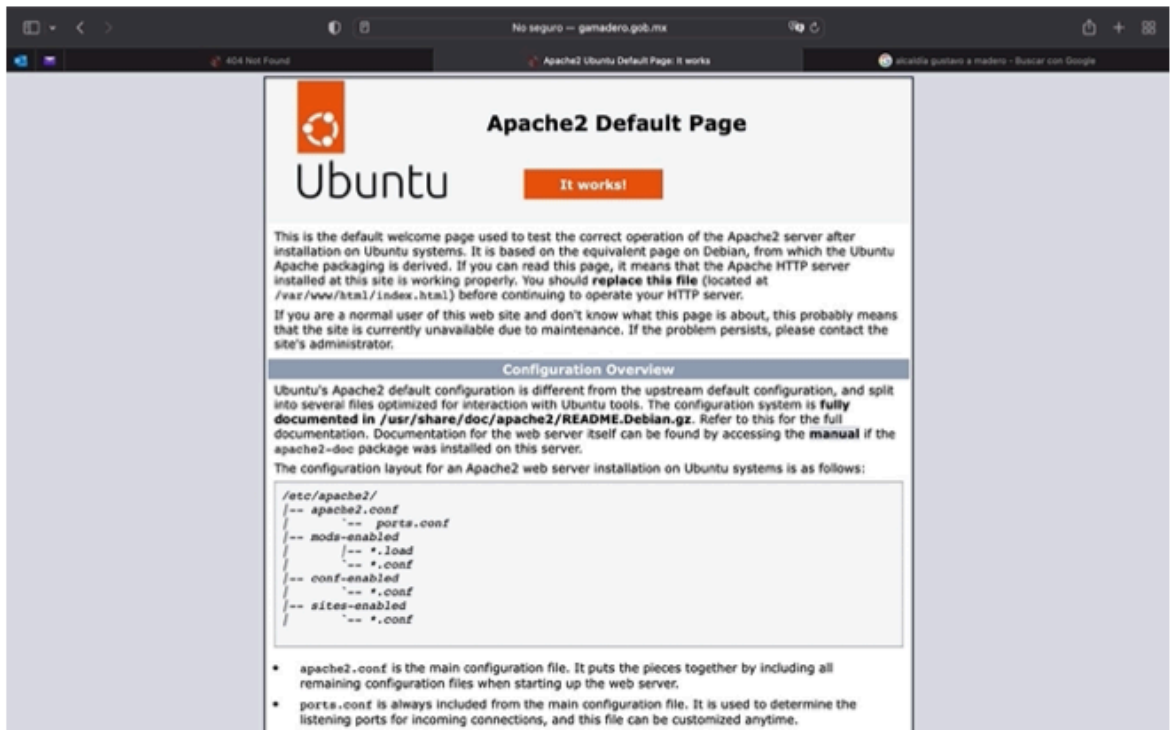 No seguro — gamadero.gob.mx
404 Not Found
Apache2 Ubuntu Default Page: It works
alcaldía gustavo a madero - Buscar con Google
Ubuntu
Apache2 Default Page
It works!
This is the default welcome page used to test the correct operation of the Apache2 server after
installation on Ubuntu systems. It is based on the equivalent page on Debian, from which the Ubuntu
Apache packaging is derived. If you can read this page, it means that the Apache HTTP server
installed at this site is working properly. You should replace this file (located at
/var/www/html/index.html) before continuing to operate your HTTP server.
If you are a normal user of this web site and don't know what this page is about, this probably means
that the site is currently unavailable due to maintenance. If the problem persists, please contact the
site's administrator.
Configuration Overview
Ubuntu's Apache2 default configuration is different from the upstream default configuration, and split
into several files optimized for interaction with Ubuntu tools. The configuration system is fully
documented in /usr/share/doc/apache2/README.Debian.gz. Refer to this for the full
documentation. Documentation for the web server itself can be found by accessing the manual if the
apache2-doc package was installed on this server.
The configuration layout for an Apache2 web server installation on Ubuntu systems is as follows:
/etc/apache2/
|-- apache2.conf
|       `--  ports.conf
|-- mods-enabled
|       |-- *.load
|       `-- *.conf
|-- conf-enabled
|       `-- *.conf
|-- sites-enabled
|       `-- *.conf
• apache2.conf is the main configuration file. It puts the pieces together by including all
remaining configuration files when starting up the web server.
• ports.conf is always included from the main configuration file. It is used to determine the
listening ports for incoming connections, and this file can be customized anytime.